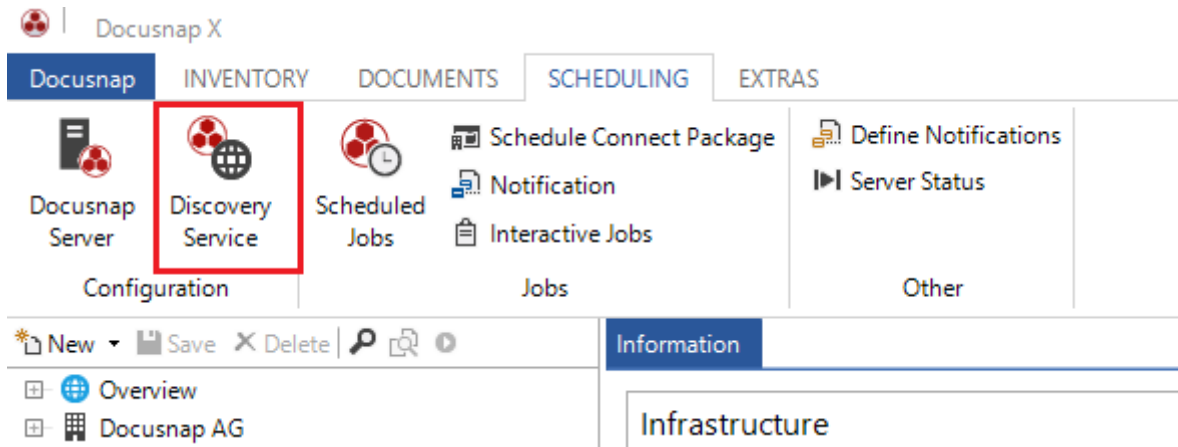 Docusnap X
Docusnap INVENTORY DOCUMENTS SCHEDULING EXTRAS
Docusnap
Server
Discovery
Service
Configuration
Scheduled
Jobs
Schedule Connect Package
Notification
Interactive Jobs
Jobs
Define Notifications
Server Status
Other
New Save Delete
Overview
Docusnap AG
Information
Infrastructure